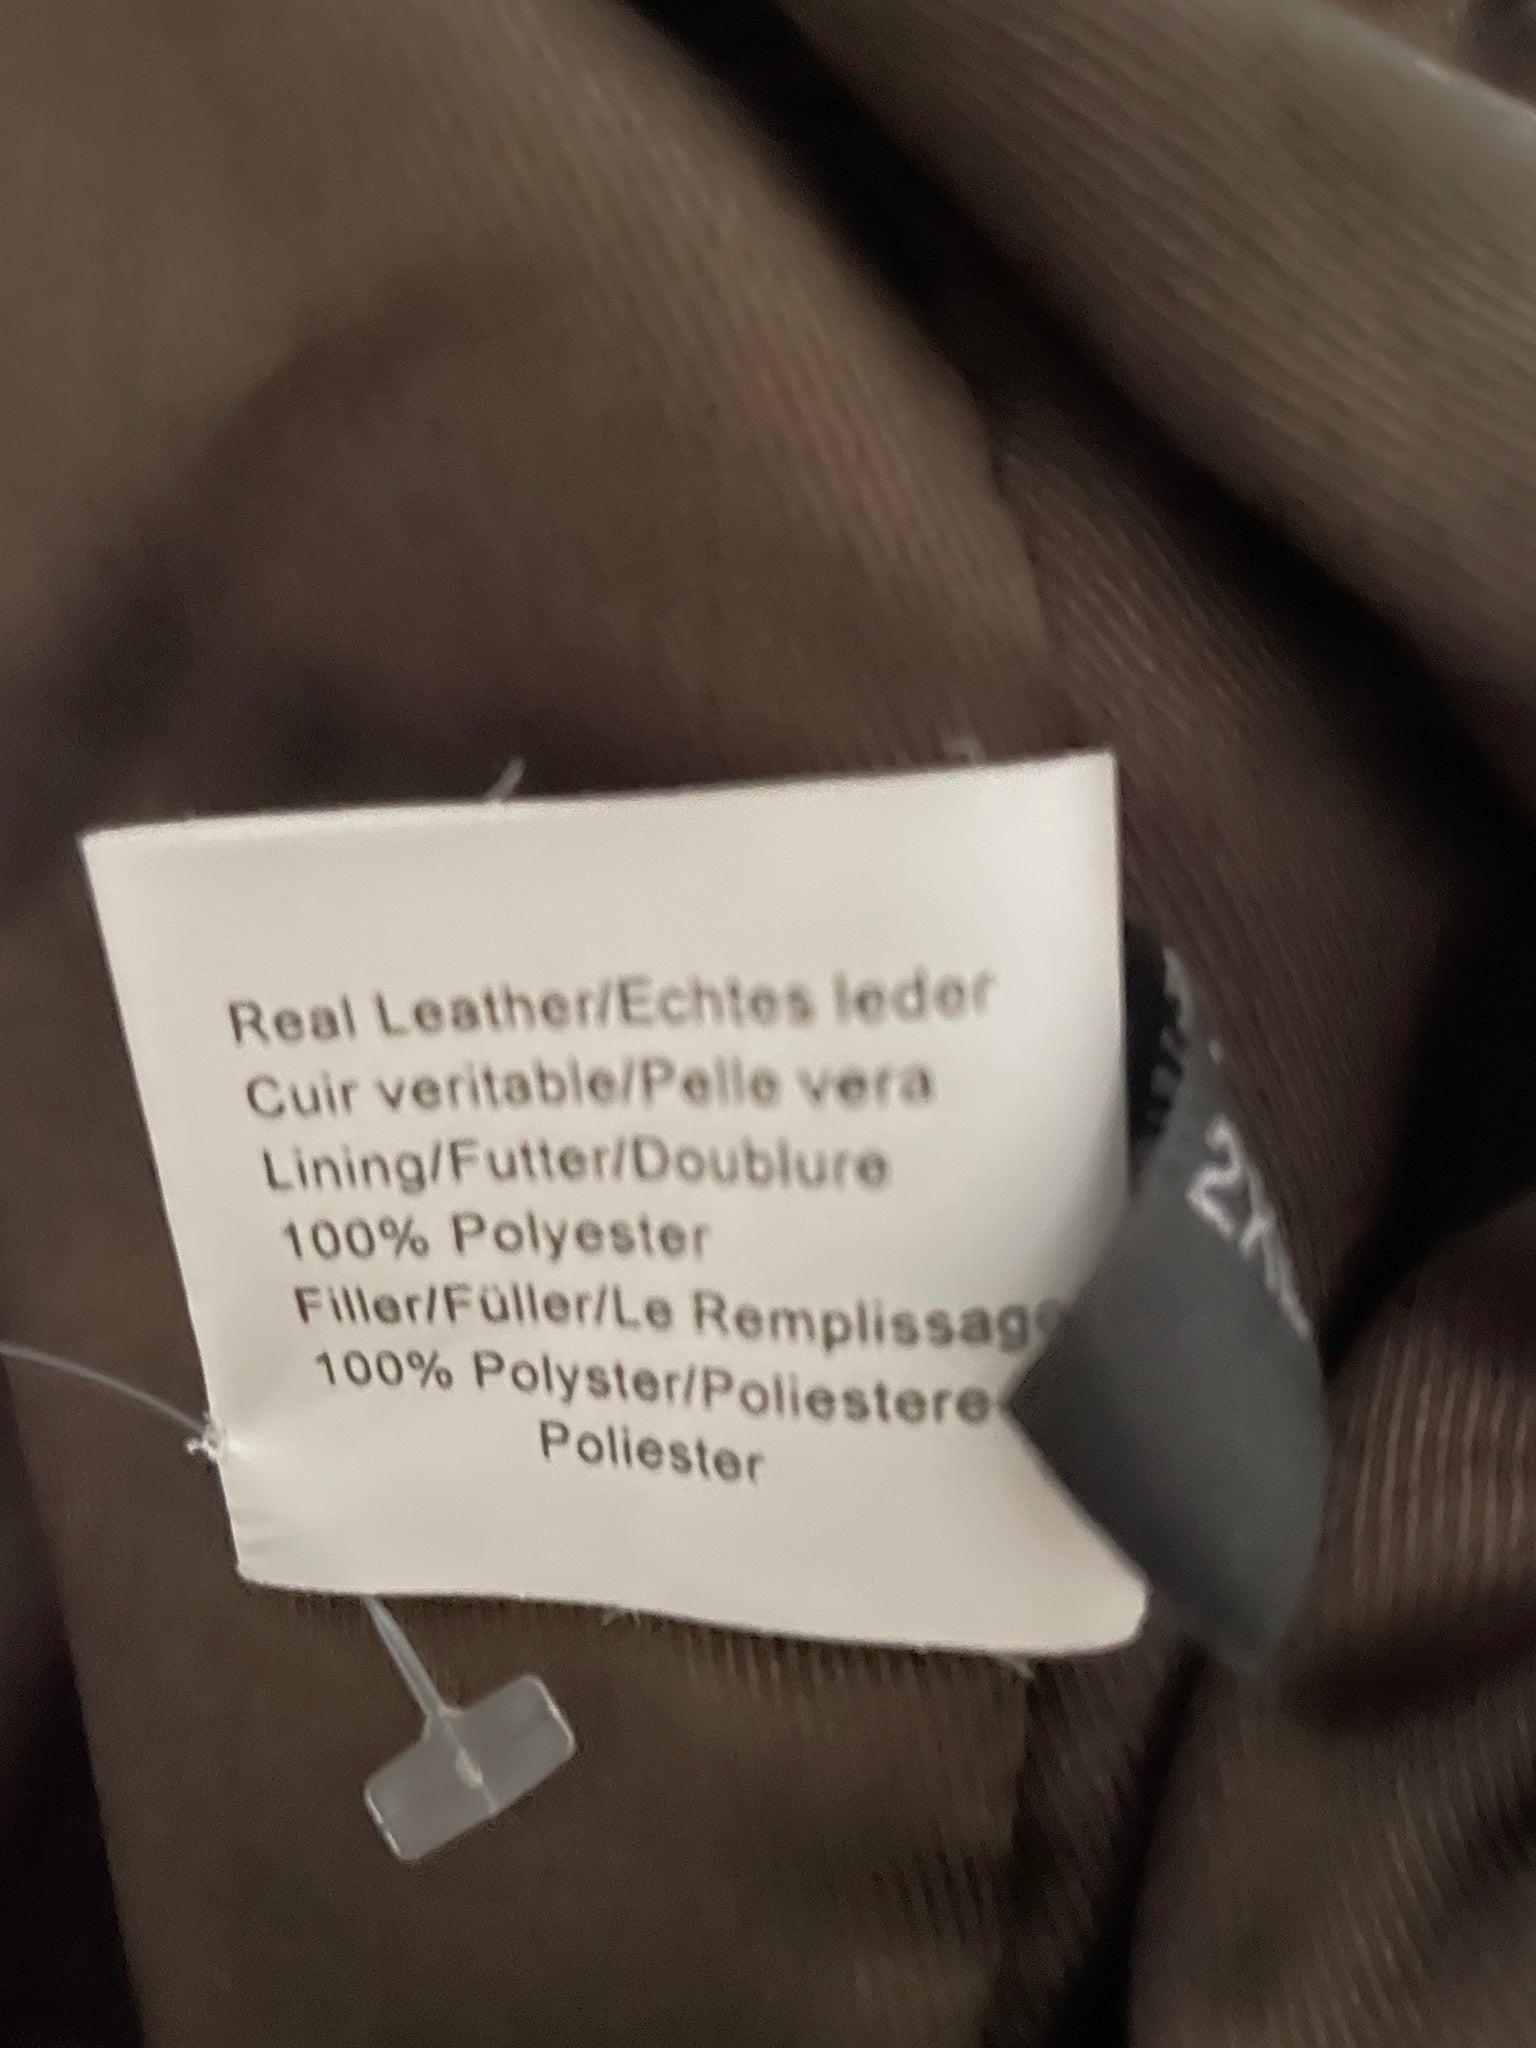 Real Leather/Echtes leder
Cuir veritable/Pelle vera
Lining/Futter/Doublure
100% Polyester
Filler/Füller/Le Remplissage
100% Polyster/Poliestere
Poliester